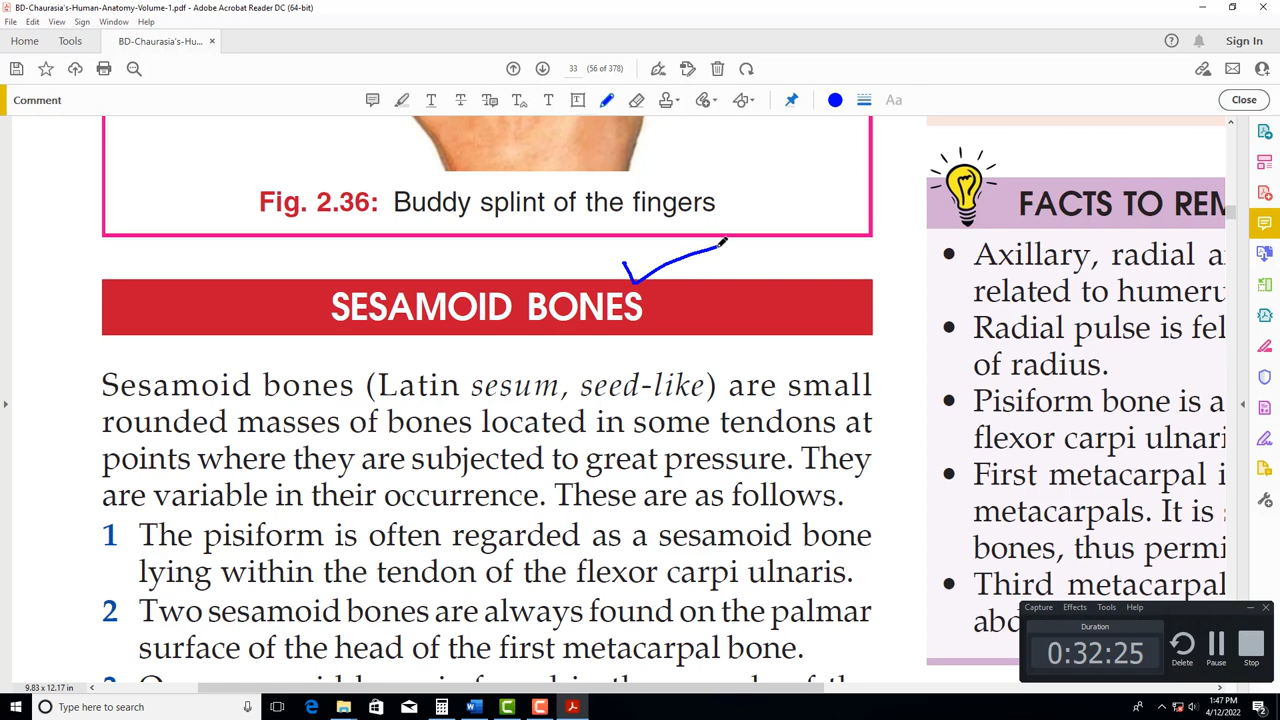 BD-Chaurasia's-Human-Anatomy-Volume-1.pdf - Adobe Acrobat Reader DC (64-bit)
File Edit View Sign Window Help
Home Tools BD-Chaurasia's-Hu... × Sign In
33 (56 of 378)
Comment Aa Close
Fig. 2.36: Buddy splint of the fingers
SESAMOID BONES
Sesamoid bones (Latin sesum, seed-like) are small
rounded masses of bones located in some tendons at
points where they are subjected to great pressure. They
are variable in their occurrence. These are as follows.
1 The pisiform is often regarded as a sesamoid bone
lying within the tendon of the flexor carpi ulnaris.
2 Two sesamoid bones are always found on the palmar
surface of the head of the first metacarpal bone.
FACTS TO REM
• Axillary, radial a
related to humeru
• Radial pulse is fel
of radius.
• Pisiform bone is a
flexor carpi ulnari
• First metacarpal i
metacarpals. It is s
bones, thus permi
• Third metacarpal
abd
Capture Effects Tools Help
Duration
0:32:25
Delete Pause Stop
9.83 x 12.17 in
Type here to search
1:47 PM
4/12/2022
2